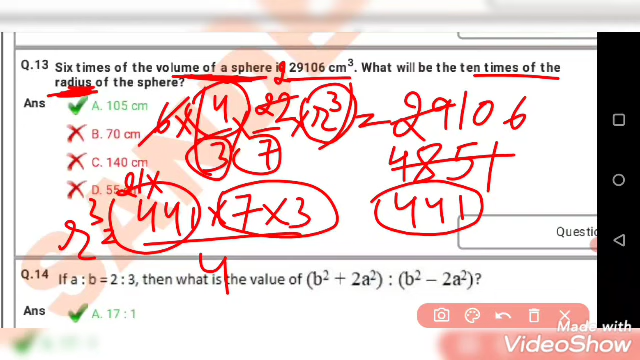 Q.13 Six times of the volume of a sphere is 29106 cm³. What will be the ten times of the
radius of the sphere?
Ans A. 105 cm
B. 70 cm
C. 140 cm
D. 55
6 × 4/3 × 22/7 × r³ = 29106
4851
441
r³ = 441 × 7 × 3
4
21 ×
Questi
Q.14 If a : b = 2 : 3, then what is the value of (b² + 2a²) : (b² – 2a²)?
Ans A. 17 : 1
Made with
VideoShow